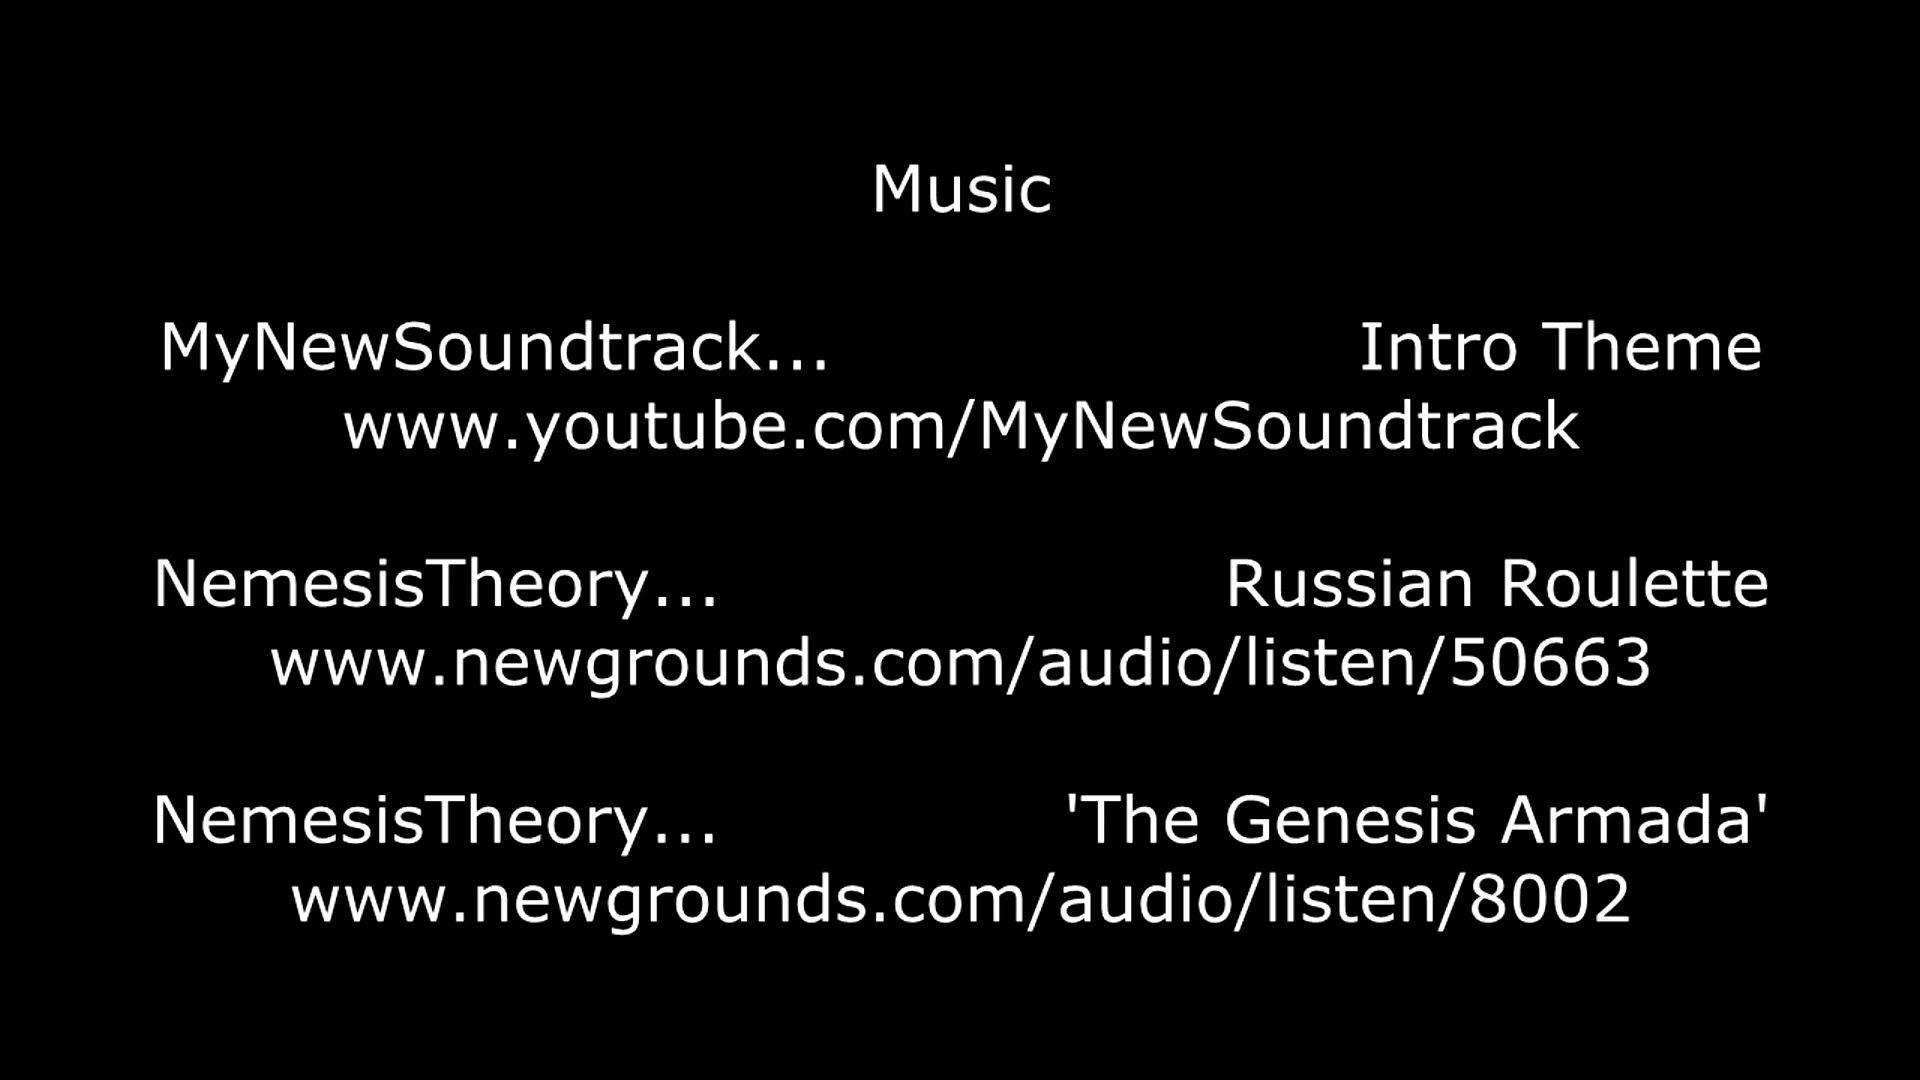 Music
MyNewSoundtrack... Intro Theme
www.youtube.com/MyNewSoundtrack
NemesisTheory... Russian Roulette
www.newgrounds.com/audio/listen/50663
NemesisTheory... 'The Genesis Armada'
www.newgrounds.com/audio/listen/8002